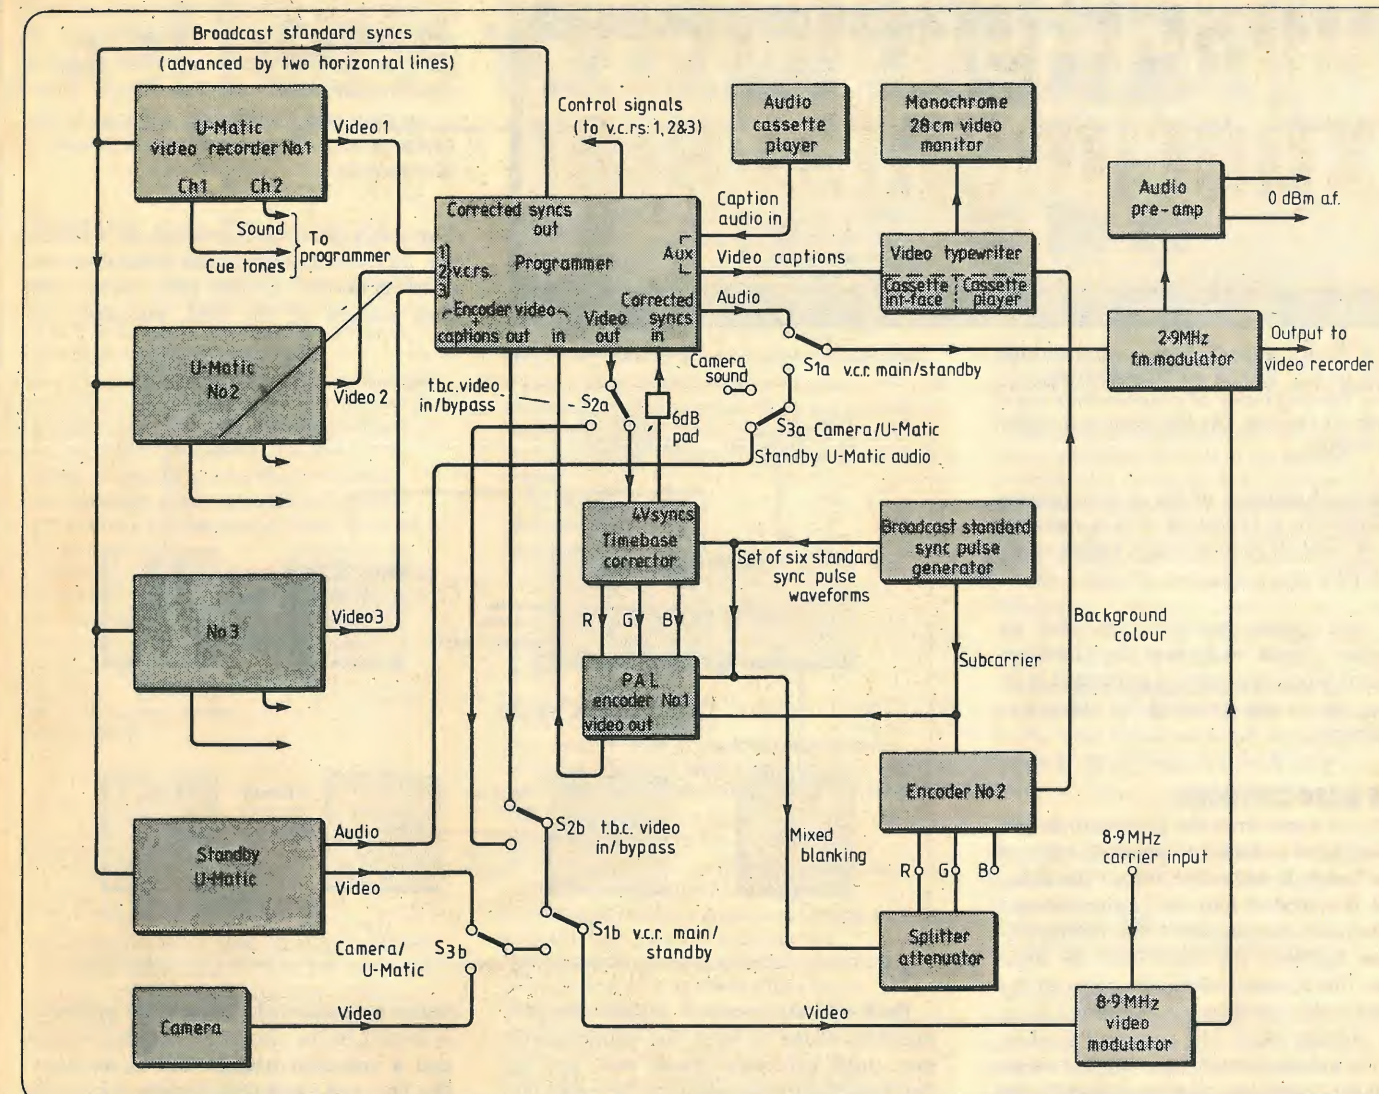 Broadcast standard syncs
(advanced by two horizontal lines)
U-Matic
video recorder No.1
Ch1 Ch2
Video 1
Sound
Cue tones
To
programmer
Control signals
(to v.c.rs: 1, 2&3)
Audio
cassette
player
Monochrome
28cm video
monitor
Audio
pre-amp
0 dBm a.f.
Corrected syncs
out
Programmer
1
2
3
v.c.rs.
Aux
Encoder video
+
captions out
in
Video
out
Corrected
syncs
in
Caption
audio in
Video captions
Audio
Video typewriter
Cassette
int-face
Cassette
player
2·9MHz
f.m.modulator
Output to
video recorder
U-Matic
No2
Video 2
t.b.c. video
in/bypass
S2a
6dB
pad
Camera
sound
S1a v.c.r. main/standby
S3a Camera/U-Matic
Standby U-Matic audio
4V syncs
Timebase
corrector
Set of six standard
sync pulse
waveforms
Broadcast standard
sync pulse
generator
Background
colour
No3
Video3
R G B
PAL
encoder No1
video out
Subcarrier
Encoder No2
R G B
Mixed
blanking
Splitter
attenuator
8·9MHz
carrier input
8·9MHz
video
modulator
Standby
U-Matic
Audio
Video
S2b t.b.c. video
in/bypass
S1b v.c.r. main/
standby
Camera/
U-Matic
S3b
Camera
Video
Video